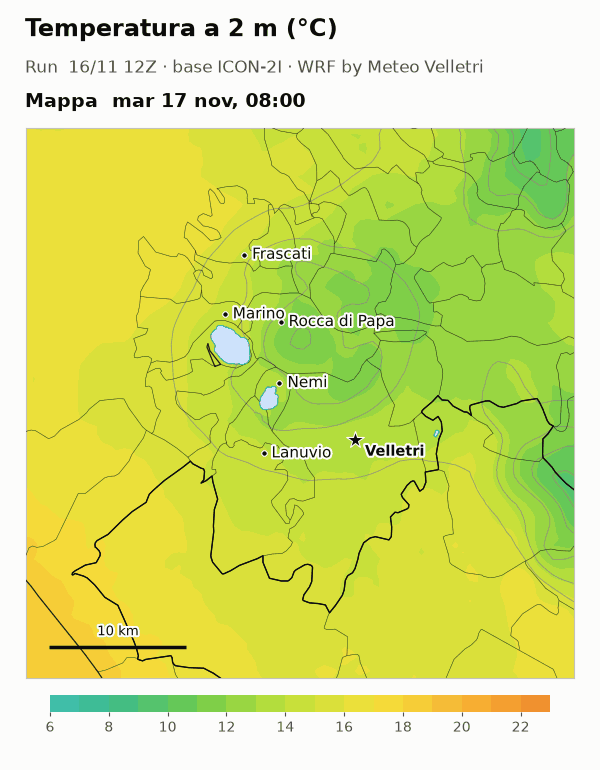 Temperatura a 2 m (°C)
Run  16/11 12Z · base ICON-2I · WRF by Meteo Velletri
Mappa  mar 17 nov, 08:00
Frascati
Marino
Rocca di Papa
Nemi
Velletri
Lanuvio
10 km
6 8 10 12 14 16 18 20 22